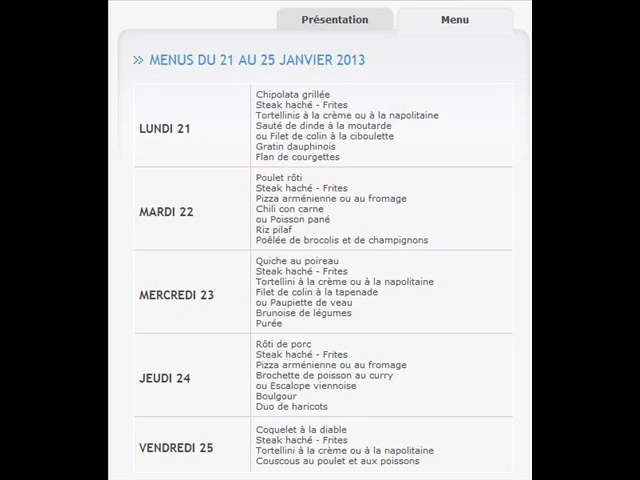 Présentation
Menu
MENUS DU 21 AU 25 JANVIER 2013
LUNDI 21
Chipolata grillée
Steak haché - Frites
Tortellinis à la crème ou à la napolitaine
Sauté de dinde à la moutarde
ou Filet de colin à la ciboulette
Gratin dauphinois
Flan de courgettes
MARDI 22
Poulet rôti
Steak haché - Frites
Pizza arménienne ou au fromage
Chili con carne
ou Poisson pané
Riz pilaf
Poêlée de brocolis et de champignons
MERCREDI 23
Quiche au poireau
Steak haché - Frites
Tortellini à la crème ou à la napolitaine
Filet de colin à la tapenade
ou Paupiette de veau
Brunoise de légumes
Purée
JEUDI 24
Rôti de porc
Steak haché - Frites
Pizza arménienne ou au fromage
Brochette de poisson au curry
ou Escalope viennoise
Boulgour
Duo de haricots
VENDREDI 25
Coquelet à la diable
Steak haché - Frites
Tortellini à la crème ou à la napolitaine
Couscous au poulet et aux poissons